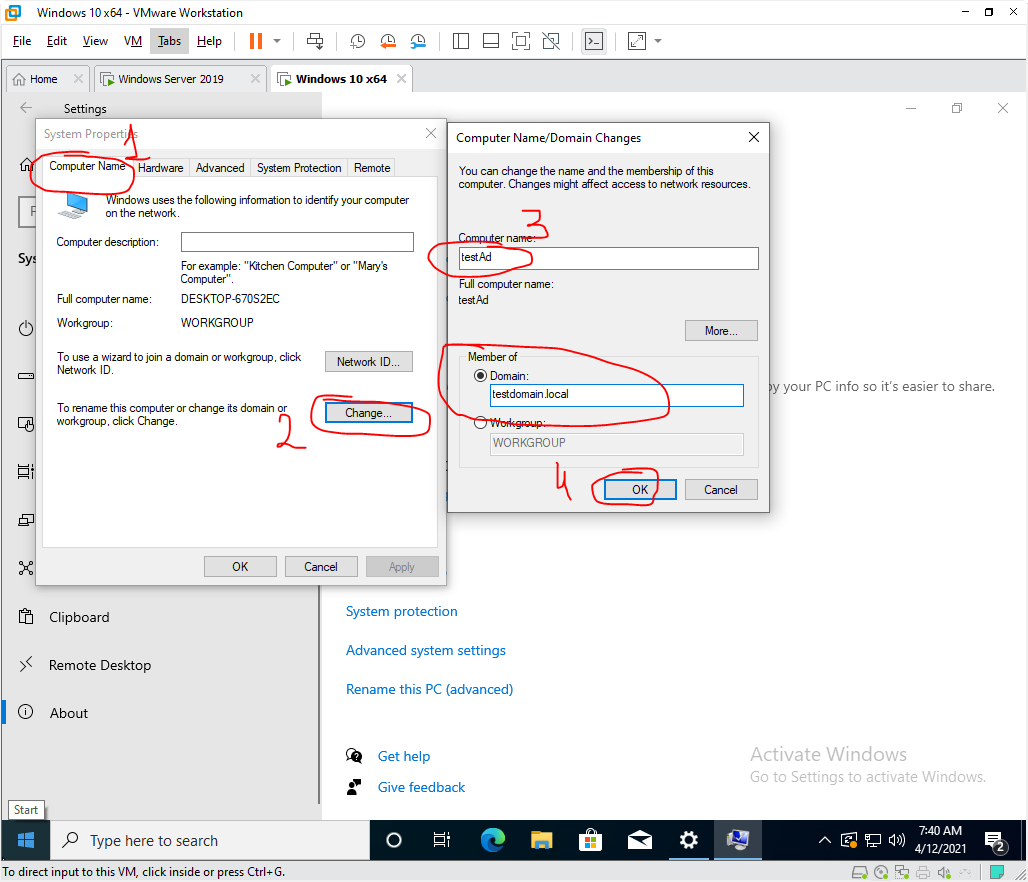 Windows 10 x64 - VMware Workstation
File Edit View VM Tabs Help
Home Windows Server 2019 Windows 10 x64
Settings
System Properties
1
Computer Name Hardware Advanced System Protection Remote
Windows uses the following information to identify your computer
on the network.
Computer description:
For example: "Kitchen Computer" or "Mary's
Computer".
Full computer name: DESKTOP-670S2EC
Workgroup: WORKGROUP
To use a wizard to join a domain or workgroup, click
Network ID.
Network ID...
To rename this computer or change its domain or
workgroup, click Change.
Change...
2
OK Cancel Apply
Computer Name/Domain Changes
You can change the name and the membership of this
computer. Changes might affect access to network resources.
3
Computer name:
testAd
Full computer name:
testAd
More...
Member of
Domain:
testdomain.local
Workgroup:
WORKGROUP
4
OK Cancel
F
Sys
by your PC info so it's easier to share.
Clipboard
Remote Desktop
About
System protection
Advanced system settings
Rename this PC (advanced)
Get help
Give feedback
Activate Windows
Go to Settings to activate Windows.
Start
Type here to search
7:40 AM
4/12/2021
2
To direct input to this VM, click inside or press Ctrl+G.